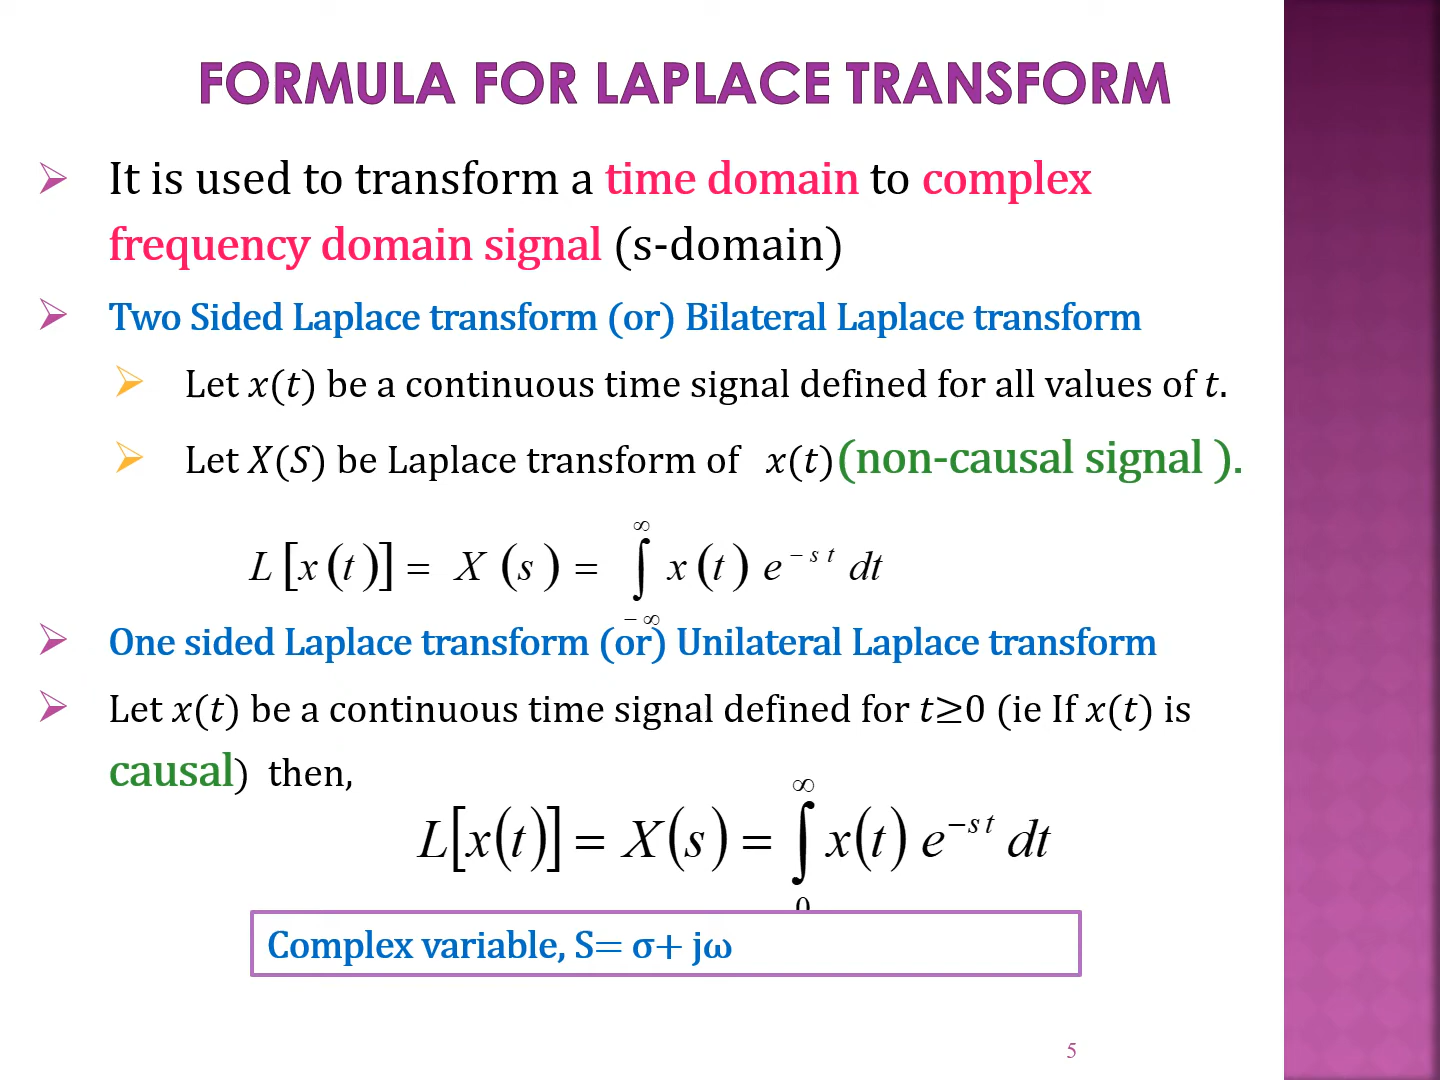 FORMULA FOR LAPLACE TRANSFORM
➢ It is used to transform a time domain to complex
frequency domain signal (s-domain)
➢ Two Sided Laplace transform (or) Bilateral Laplace transform
➢ Let x(t) be a continuous time signal defined for all values of t.
➢ Let X(S) be Laplace transform of x(t)(non-causal signal ).
L[x(t)] = X(s) = ∫_{-∞}^{∞} x(t) e^{-st} dt
➢ One sided Laplace transform (or) Unilateral Laplace transform
➢ Let x(t) be a continuous time signal defined for t≥0 (ie If x(t) is
causal) then,
L[x(t)] = X(s) = ∫_{0}^{∞} x(t) e^{-st} dt
Complex variable, S= σ+ jω
5